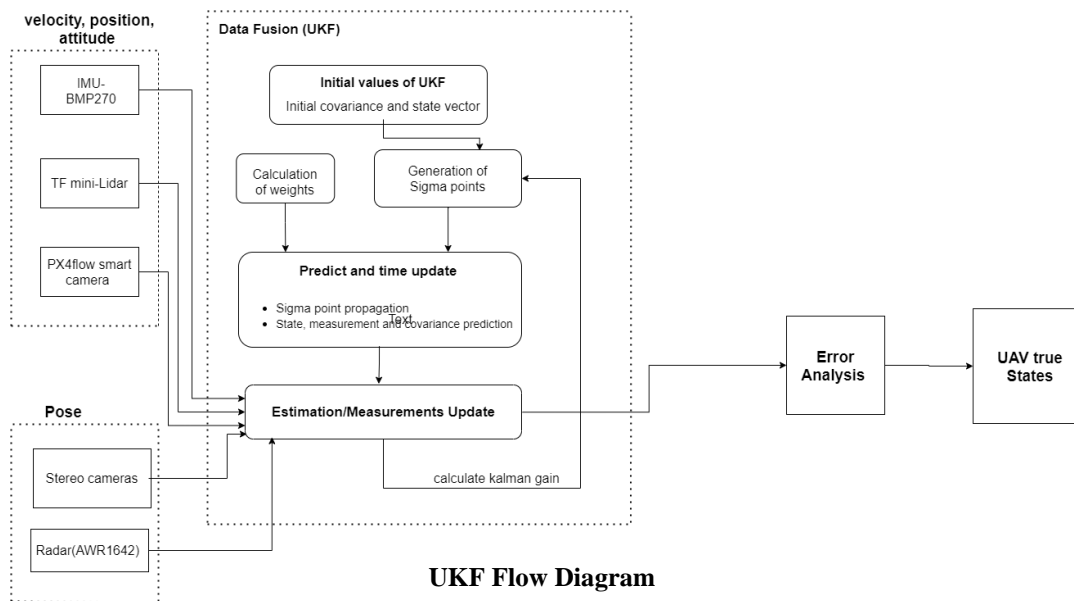 velocity, position,
attitude
IMU-
BMP270
TF mini-Lidar
PX4flow smart
camera
Pose
Stereo cameras
Radar(AWR1642)
Data Fusion (UKF)
Initial values of UKF
Initial covariance and state vector
Calculation
of weights
Generation of
Sigma points
Predict and time update
Sigma point propagation
Text
State, measurement and covariance prediction
Estimation/Measurements Update
calculate kalman gain
Error
Analysis
UAV true
States
UKF Flow Diagram